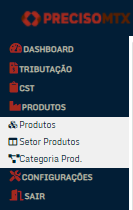 PRECISOMTX
DASHBOARD
TRIBUTAÇÃO
CST
PRODUTOS
Produtos
Setor Produtos
Categoria Prod.
CONFIGURAÇÕES
SAIR